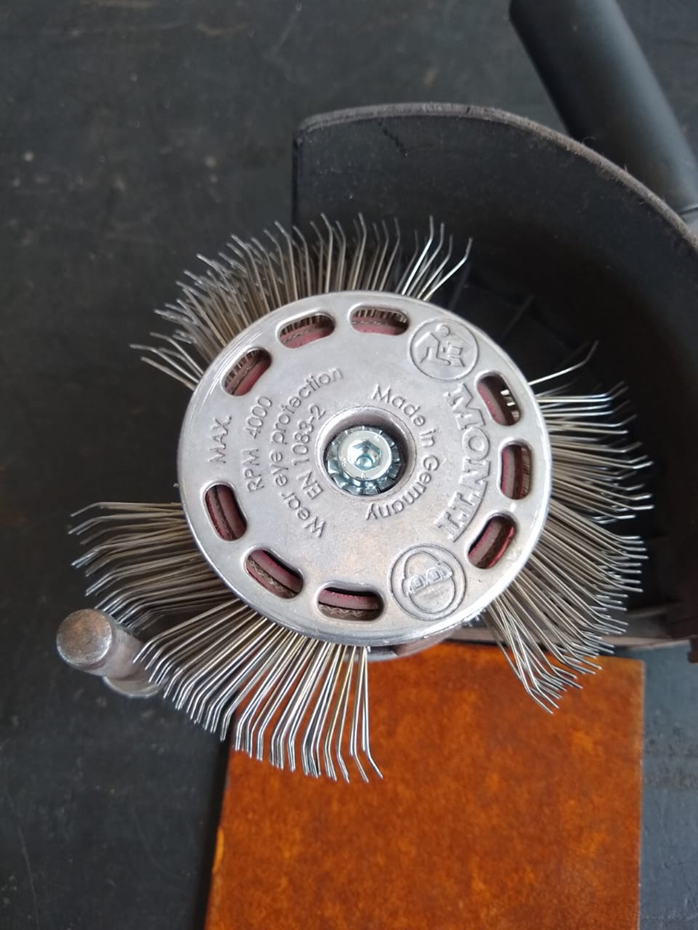 MAX.
RPM 4000
Wear eye protection
EN 1083-2
Made in Germany
MONTI